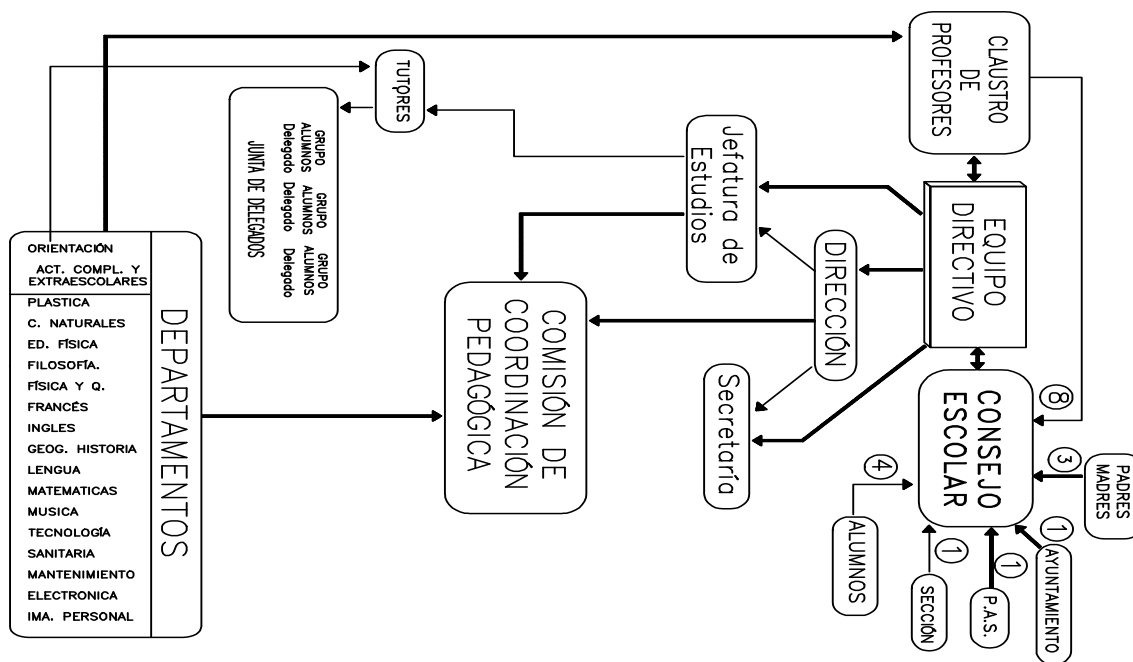 CLAUSTRO
DE
PROFESORES
EQUIPO
DIRECTIVO
CONSEJO
ESCOLAR
8
3
PADRES
MADRES
1
AYUNTAMIENTO
1
P.A.S.
1
SECCIÓN
4
ALUMNOS
Jefatura de
Estudios
DIRECCIÓN
Secretaría
TUTORES
GRUPO
ALUMNOS
Delegado
GRUPO
ALUMNOS
Delegado
GRUPO
ALUMNOS
Delegado
JUNTA DE DELEGADOS
COMISIÓN DE
COORDINACIÓN
PEDAGÓGICA
DEPARTAMENTOS
ORIENTACIÓN
ACT. COMPL. Y
EXTRAESCOLARES
PLASTICA
C. NATURALES
ED. FÍSICA
FILOSOFÍA.
FÍSICA Y Q.
FRANCÉS
INGLES
GEOG. HISTORIA
LENGUA
MATEMATICAS
MUSICA
TECNOLOGÍA
SANITARIA
MANTENIMIENTO
ELECTRONICA
IMA. PERSONAL